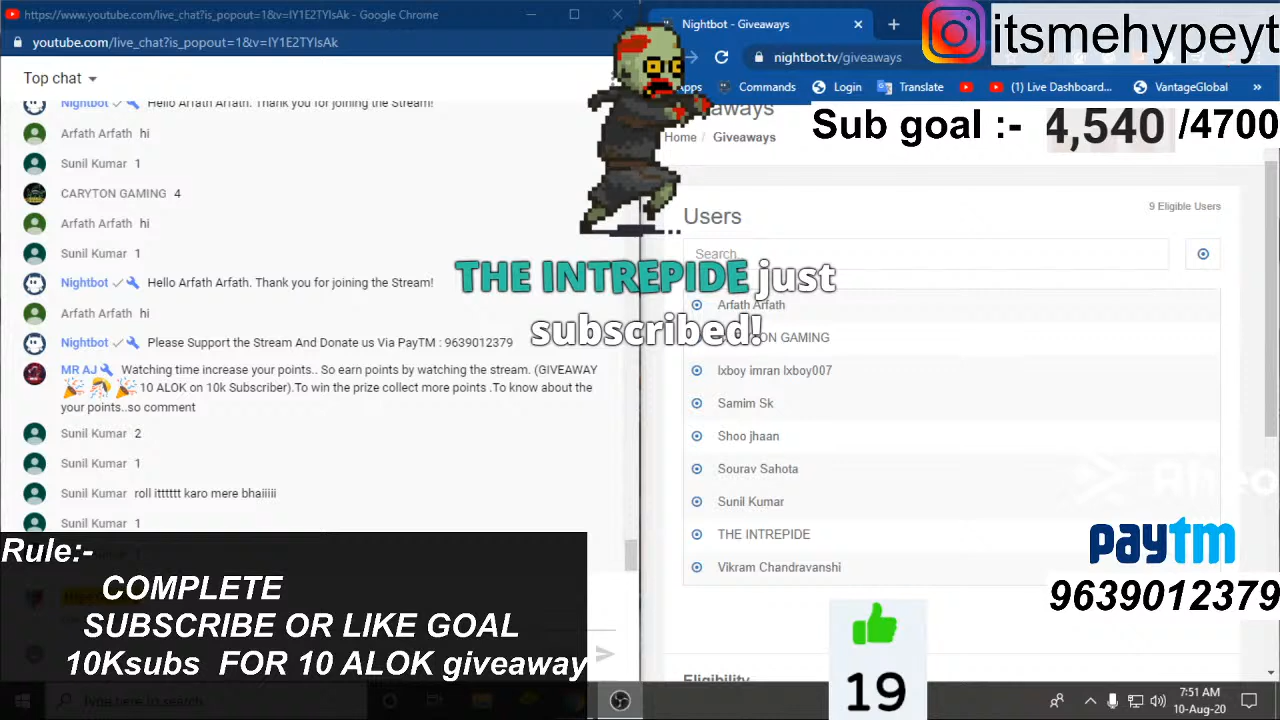 https://www.youtube.com/live_chat?is_popout=1&v=IY1E2TYIsAk - Google Chrome
youtube.com/live_chat?is_popout=1&v=IY1E2TYIsAk
Top chat
Nightbot Hello Arfath Arfath. Thank you for joining the Stream!
Arfath Arfath hi
Sunil Kumar 1
CARYTON GAMING 4
Arfath Arfath hi
Sunil Kumar 1
Nightbot Hello Arfath Arfath. Thank you for joining the Stream!
Arfath Arfath hi
Nightbot Please Support the Stream And Donate us Via PayTM : 9639012379
MR AJ Watching time increase your points.. So earn points by watching the stream. (GIVEAWAY
10 ALOK on 10k Subscriber).To win the prize collect more points .To know about the
your points..so comment
Sunil Kumar 2
Sunil Kumar 1
Sunil Kumar roll itttttt karo mere bhaiiiii
Sunil Kumar 1
Rule:-
COMPLETE
SUBSCRIBE OR LIKE GOAL
10Ksubs FOR 10 ALOK giveaway
Type here to search
THE INTREPIDE just
subscribed!
Nightbot - Giveaways
itsmehypeyt
nightbot.tv/giveaways
Apps Commands Login Translate (1) Live Dashboard... VantageGlobal »
Sub goal :- 4,540 /4700
Home / Giveaways
Users
9 Eligible Users
Search
Arfath Arfath
ON GAMING
lxboy imran lxboy007
Samim Sk
Shoo jhaan
Sourav Sahota
Sunil Kumar
THE INTREPIDE
Vikram Chandravanshi
paytm
9639012379
19
Eligibility
7:51 AM
10-Aug-20